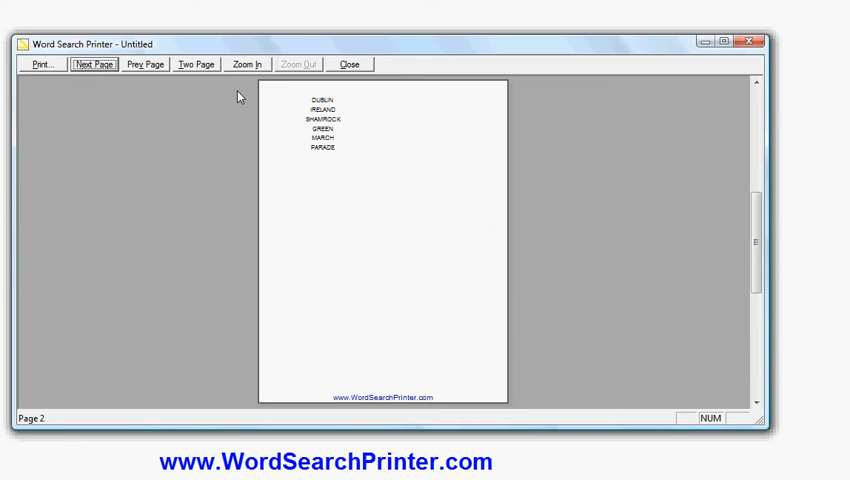 Word Search Printer - Untitled
Print... Next Page Prev Page Two Page Zoom In Zoom Out Close
DUBLIN
IRELAND
SHAMROCK
GREEN
MARCH
PARADE
www.WordSearchPrinter.com
Page 2 NUM
www.WordSearchPrinter.com